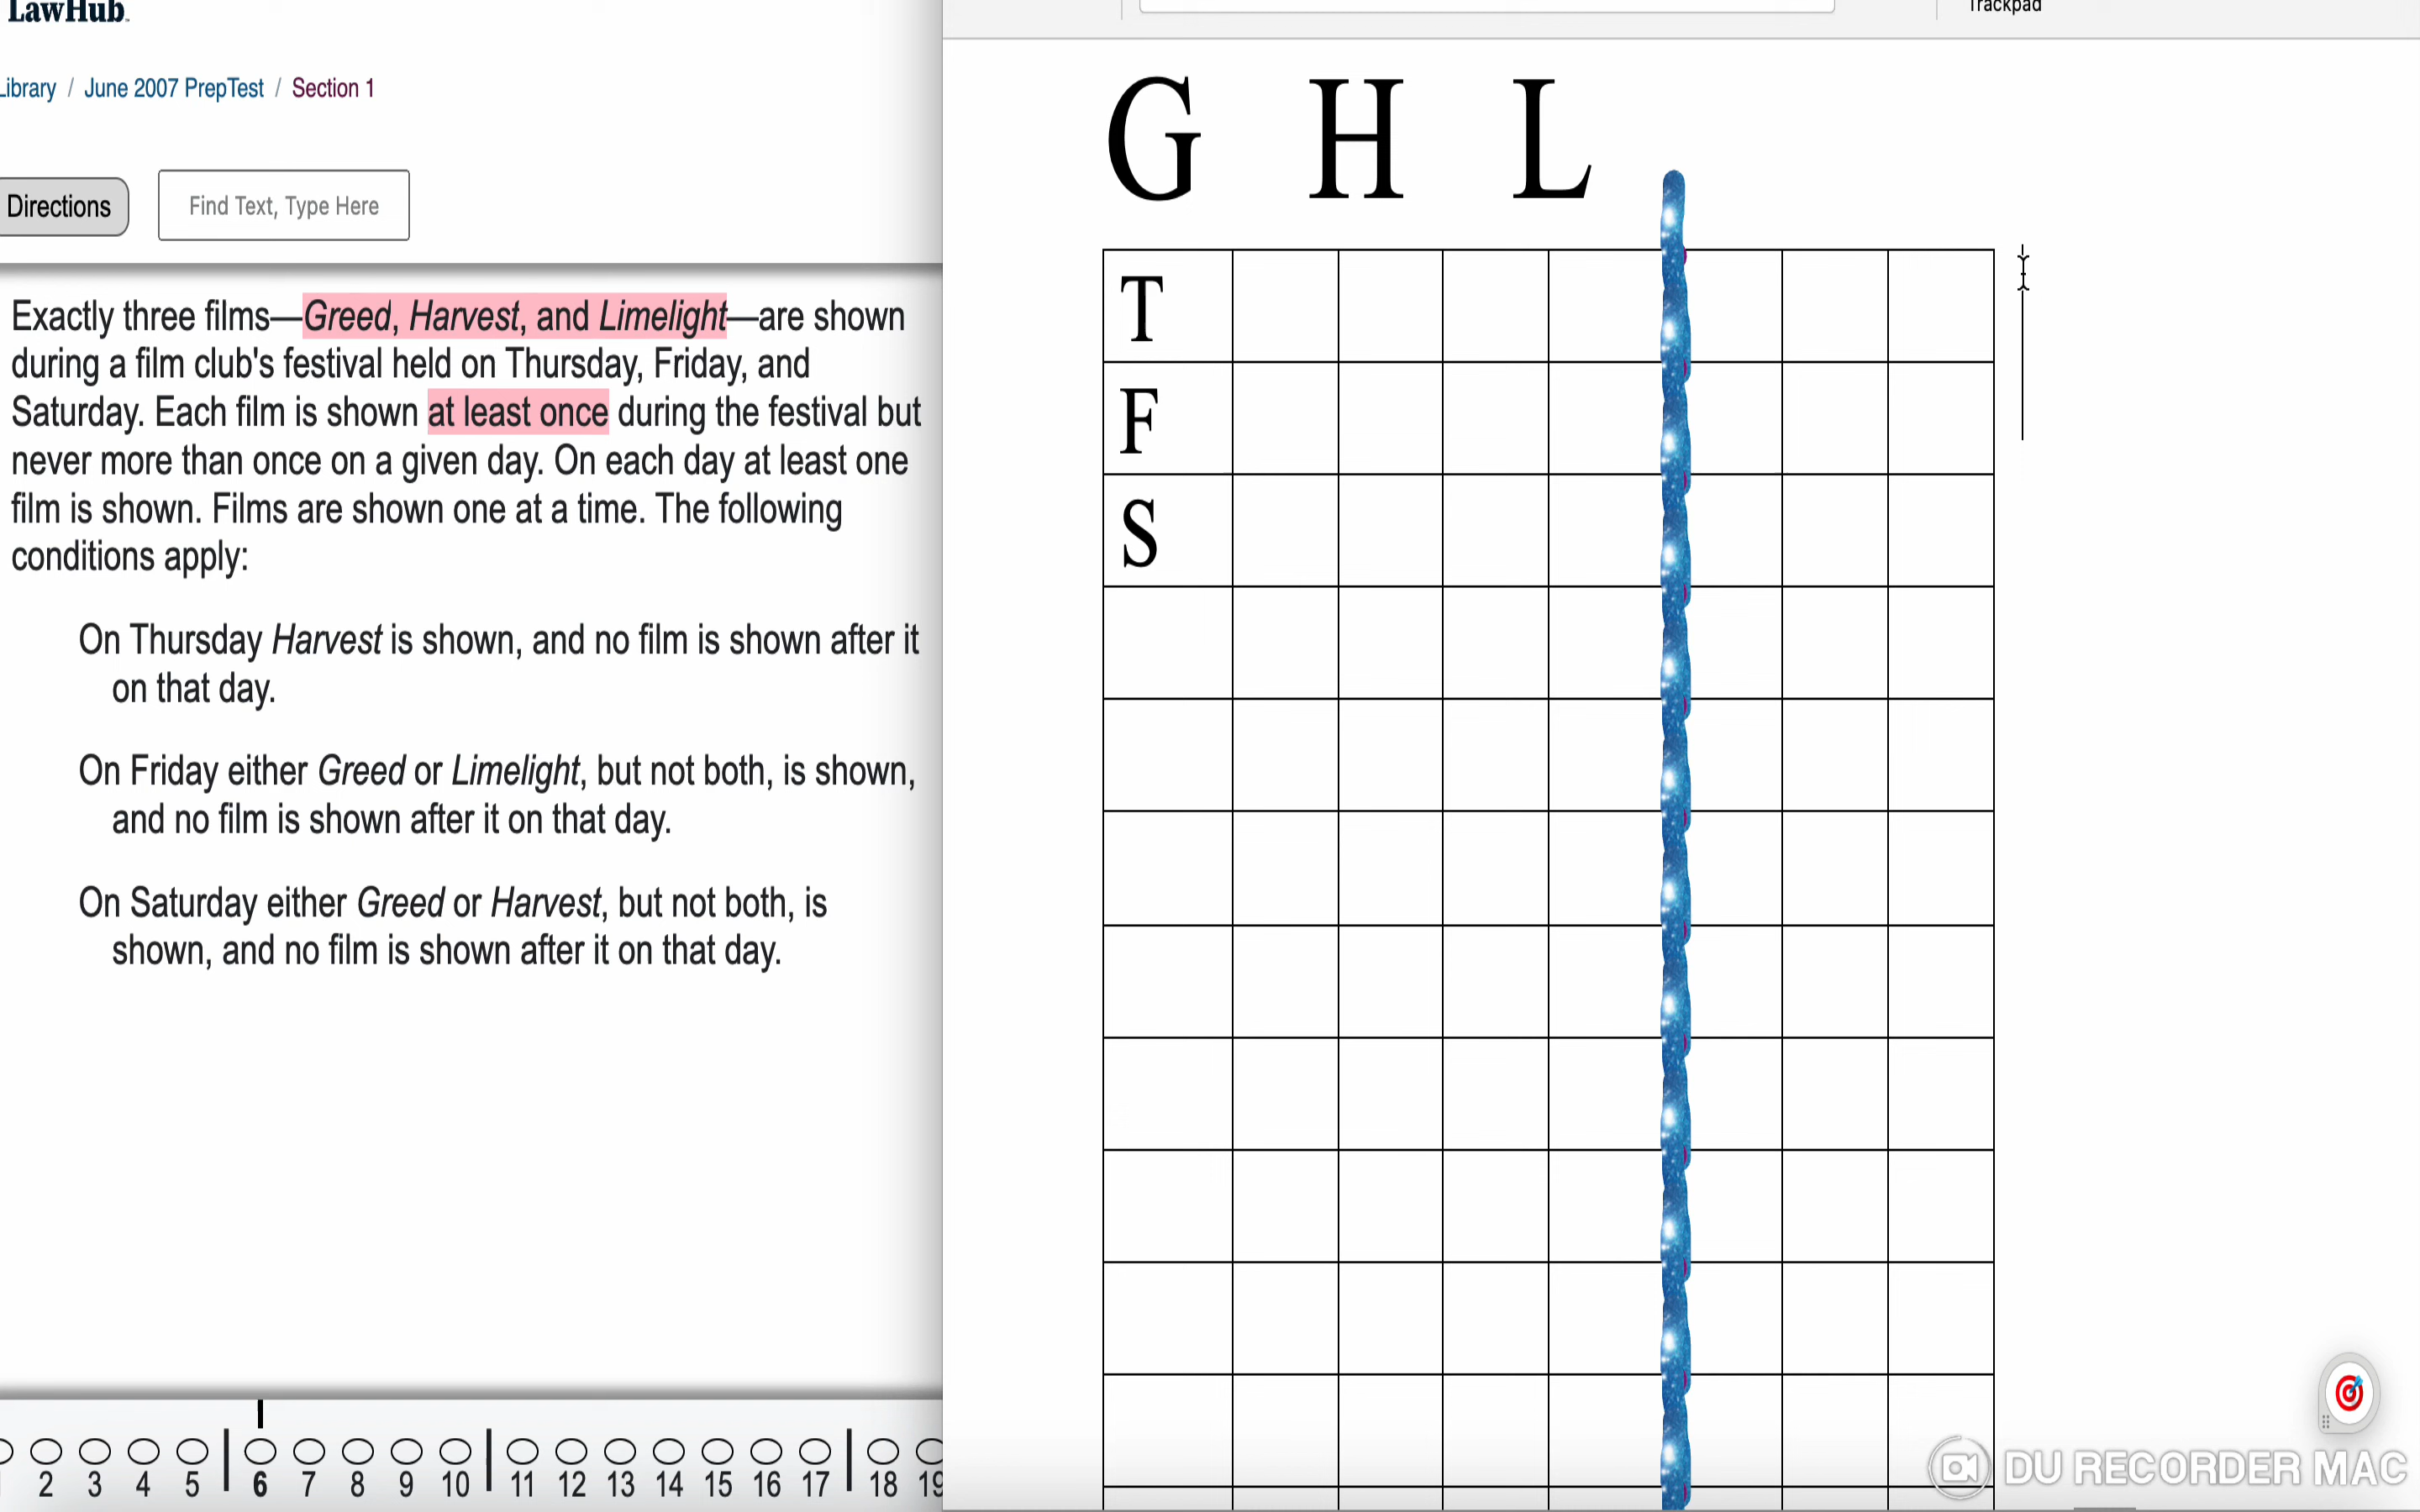 LawHub
Library / June 2007 PrepTest / Section 1
Directions
Find Text, Type Here
Exactly three films—Greed, Harvest, and Limelight—are shown
during a film club's festival held on Thursday, Friday, and
Saturday. Each film is shown at least once during the festival but
never more than once on a given day. On each day at least one
film is shown. Films are shown one at a time. The following
conditions apply:
On Thursday Harvest is shown, and no film is shown after it
on that day.
On Friday either Greed or Limelight, but not both, is shown,
and no film is shown after it on that day.
On Saturday either Greed or Harvest, but not both, is
shown, and no film is shown after it on that day.
2 3 4 5 6 7 8 9 10 11 12 13 14 15 16 17 18 19
Trackpad
G H L
T
F
S
DU RECORDER MAC